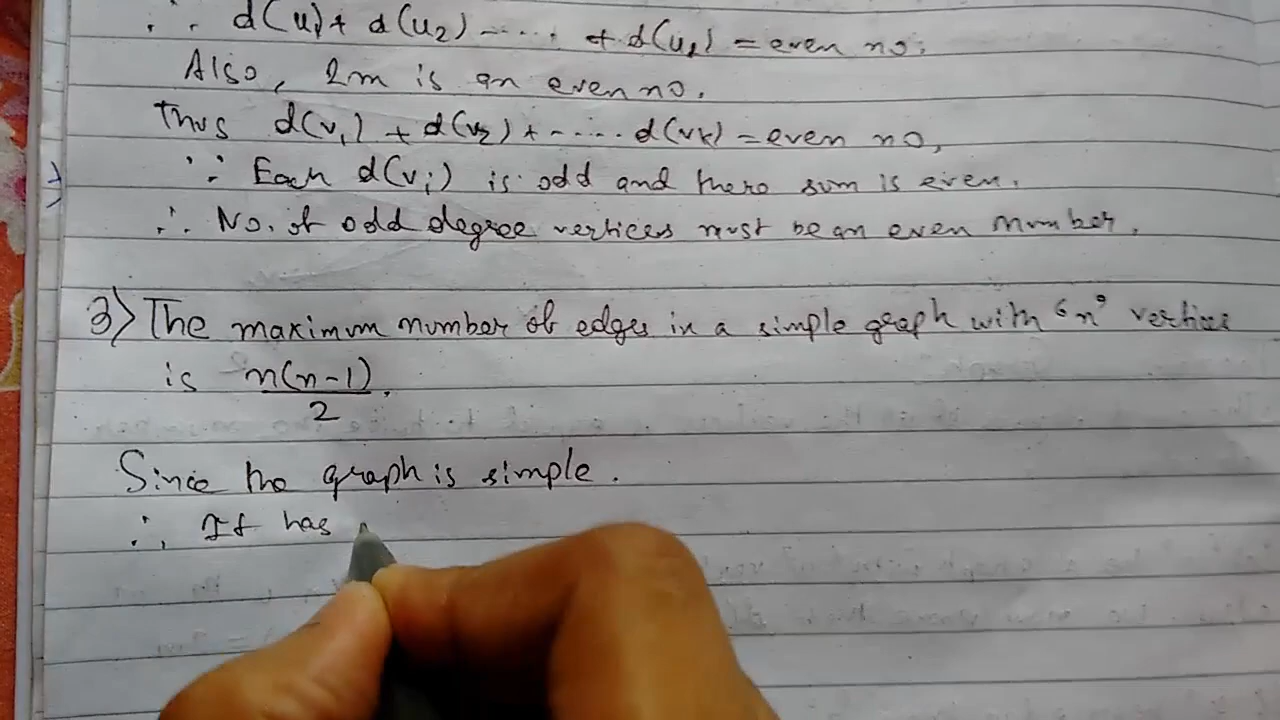 ∴ d(u1)+ d(u2) ----- + d(us) = even no.
Also, 2m is an even no.
Thus d(v1) + d(v2) + ----- d(vk) = even no,
∵ Each d(vi) is odd and there sum is even.
∴ No. of odd degree vertices must be an even number.
3> The maximum number of edges in a simple graph with 'n' vertices
is n(n-1)/2.
Since the graph is simple.
∴ It has